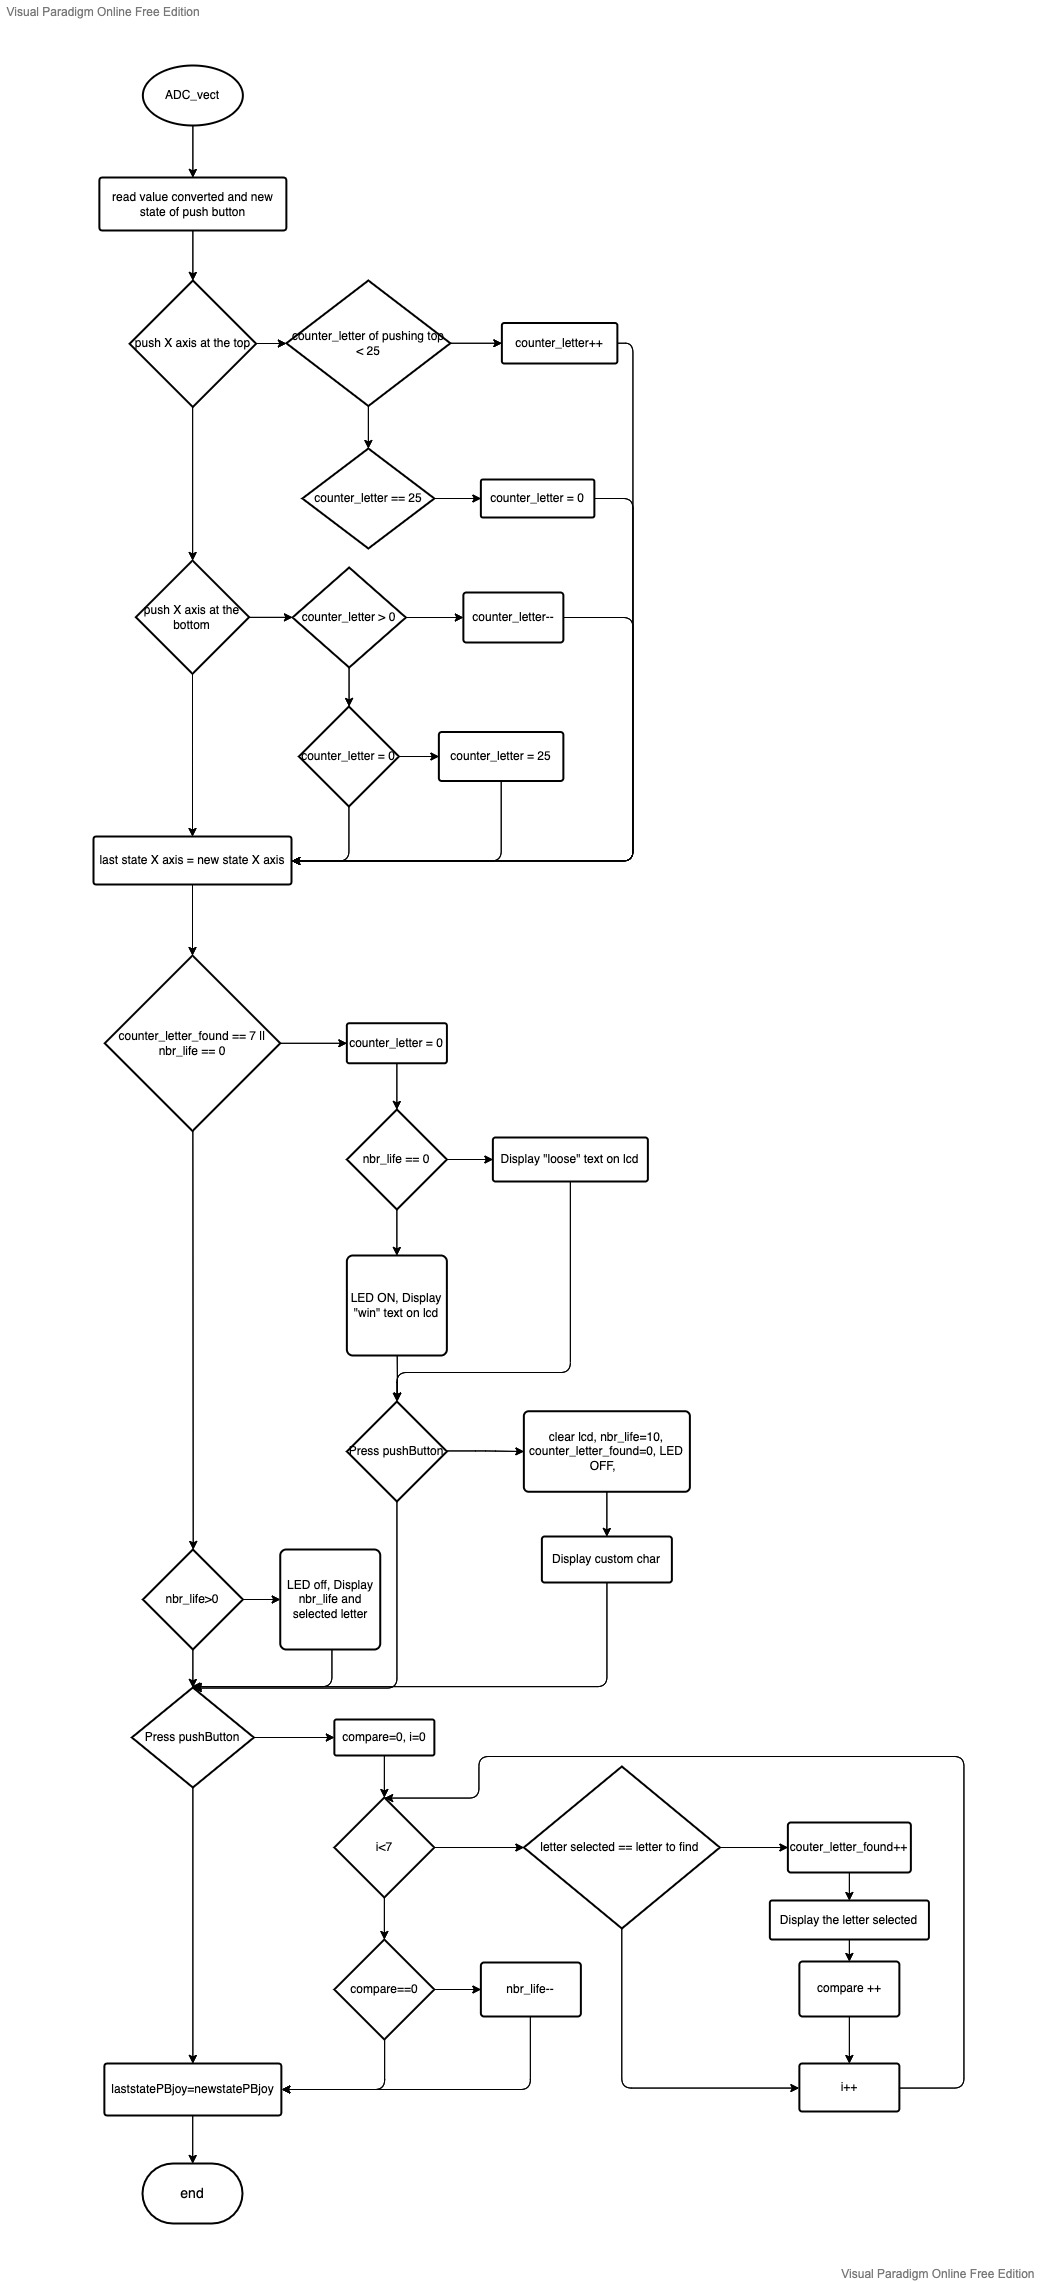 Visual Paradigm Online Free Edition
ADC_vect
read value converted and new
state of push button
push X axis at the top
counter_letter of pushing top
< 25
counter_letter++
counter_letter == 25
counter_letter = 0
push X axis at the
bottom
counter_letter > 0
counter_letter--
counter_letter = 0
counter_letter = 25
last state X axis = new state X axis
counter_letter_found == 7 ll
nbr_life == 0
counter_letter = 0
nbr_life == 0
Display "loose" text on lcd
LED ON, Display
"win" text on lcd
Press pushButton
clear lcd, nbr_life=10,
counter_letter_found=0, LED
OFF,
Display custom char
nbr_life>0
LED off, Display
nbr_life and
selected letter
Press pushButton
compare=0, i=0
i<7
letter selected == letter to find
couter_letter_found++
Display the letter selected
compare ++
compare==0
nbr_life--
i++
laststatePBjoy=newstatePBjoy
end
Visual Paradigm Online Free Edition